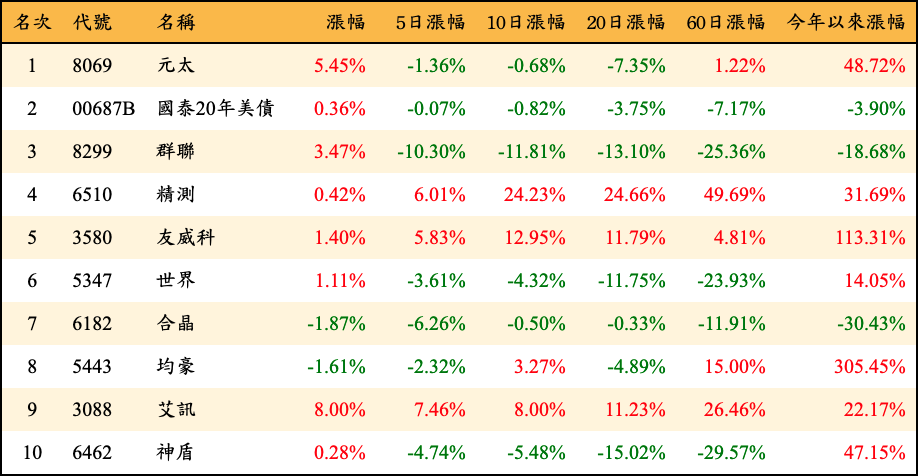 名次 代號 名稱 漲幅 5日漲幅 10日漲幅 20日漲幅 60日漲幅 今年以來漲幅
1 8069 元太 5.45% -1.36% -0.68% -7.35% 1.22% 48.72%
2 00687B 國泰20年美債 0.36% -0.07% -0.82% -3.75% -7.17% -3.90%
3 8299 群聯 3.47% -10.30% -11.81% -13.10% -25.36% -18.68%
4 6510 精測 0.42% 6.01% 24.23% 24.66% 49.69% 31.69%
5 3580 友威科 1.40% 5.83% 12.95% 11.79% 4.81% 113.31%
6 5347 世界 1.11% -3.61% -4.32% -11.75% -23.93% 14.05%
7 6182 合晶 -1.87% -6.26% -0.50% -0.33% -11.91% -30.43%
8 5443 均豪 -1.61% -2.32% 3.27% -4.89% 15.00% 305.45%
9 3088 艾訊 8.00% 7.46% 8.00% 11.23% 26.46% 22.17%
10 6462 神盾 0.28% -4.74% -5.48% -15.02% -29.57% 47.15%